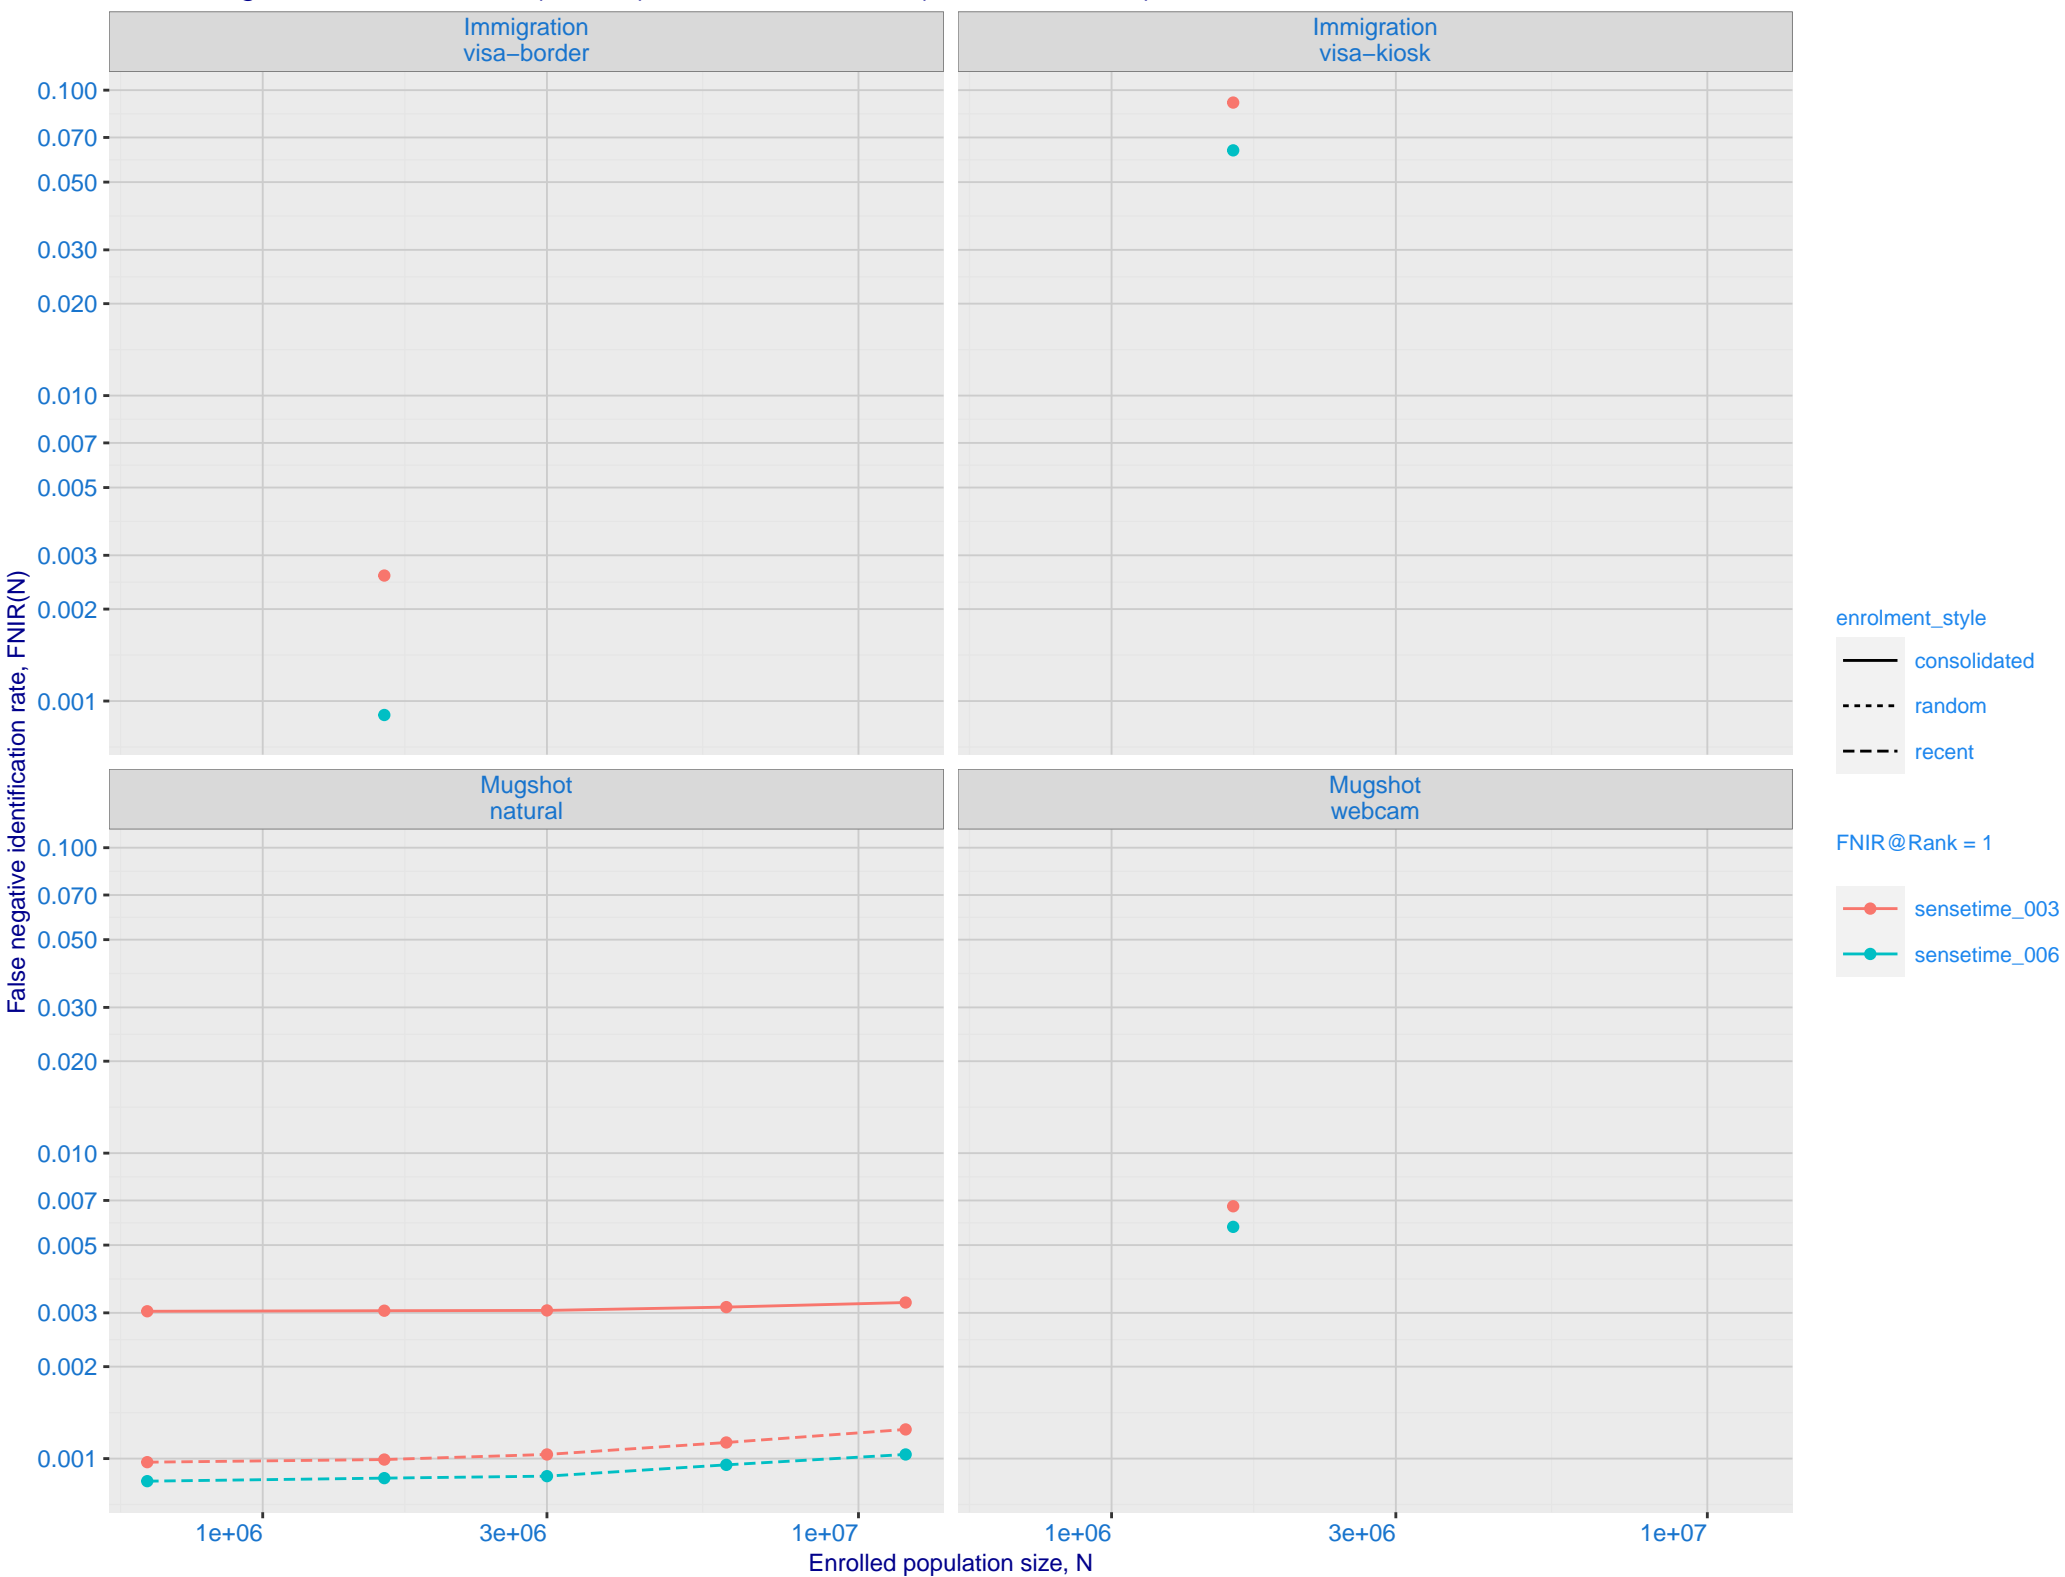 Immigration
visa−border
Immigration
visa−kiosk
0.100
0.070
0.050
0.030
0.020
0.010
0.007
0.005
0.003
0.002
0.001
Mugshot
natural
Mugshot
webcam
0.100
0.070
0.050
0.030
0.020
0.010
0.007
0.005
0.003
0.002
0.001
1e+06 3e+06 1e+07
1e+06 3e+06 1e+07
Enrolled population size, N
False negative identification rate, FNIR(N)
enrolment_style
consolidated
random
recent
FNIR@Rank = 1
sensetime_003
sensetime_006